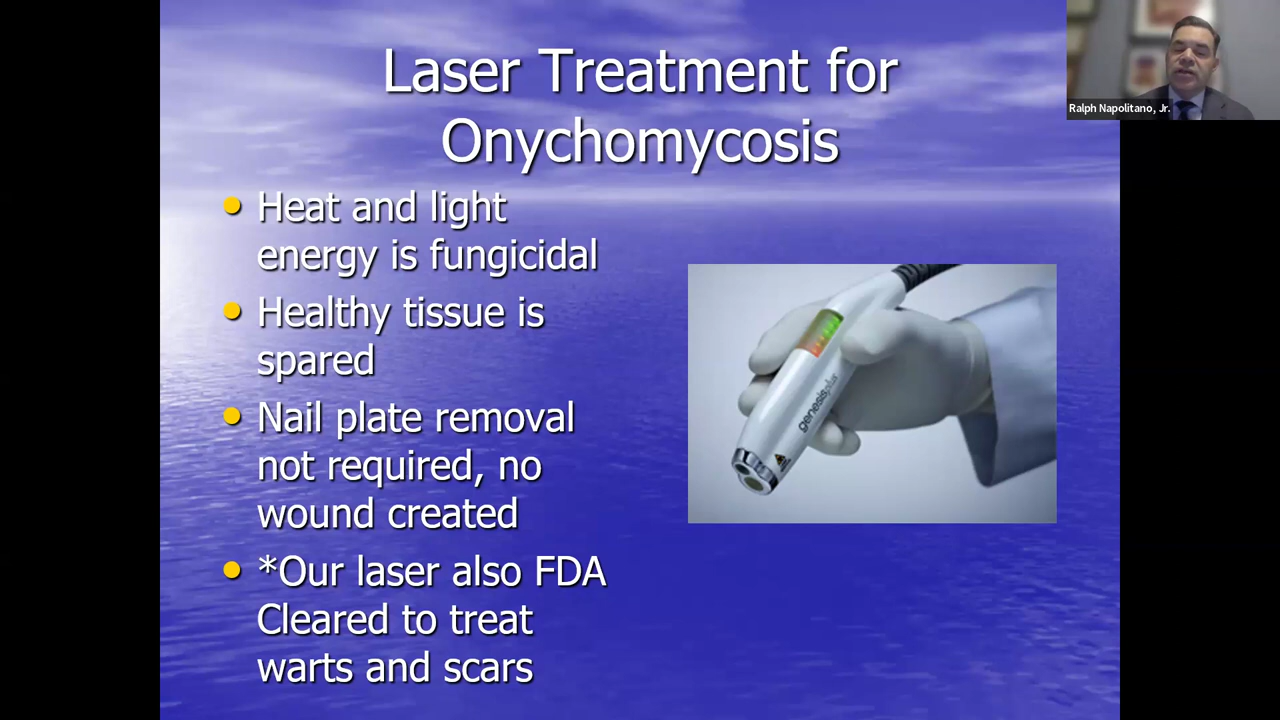 Laser Treatment for
Onychomycosis
Heat and light
energy is fungicidal
Healthy tissue is
spared
Nail plate removal
not required, no
wound created
*Our laser also FDA
Cleared to treat
warts and scars
genesisplus
Ralph Napolitano, Jr.